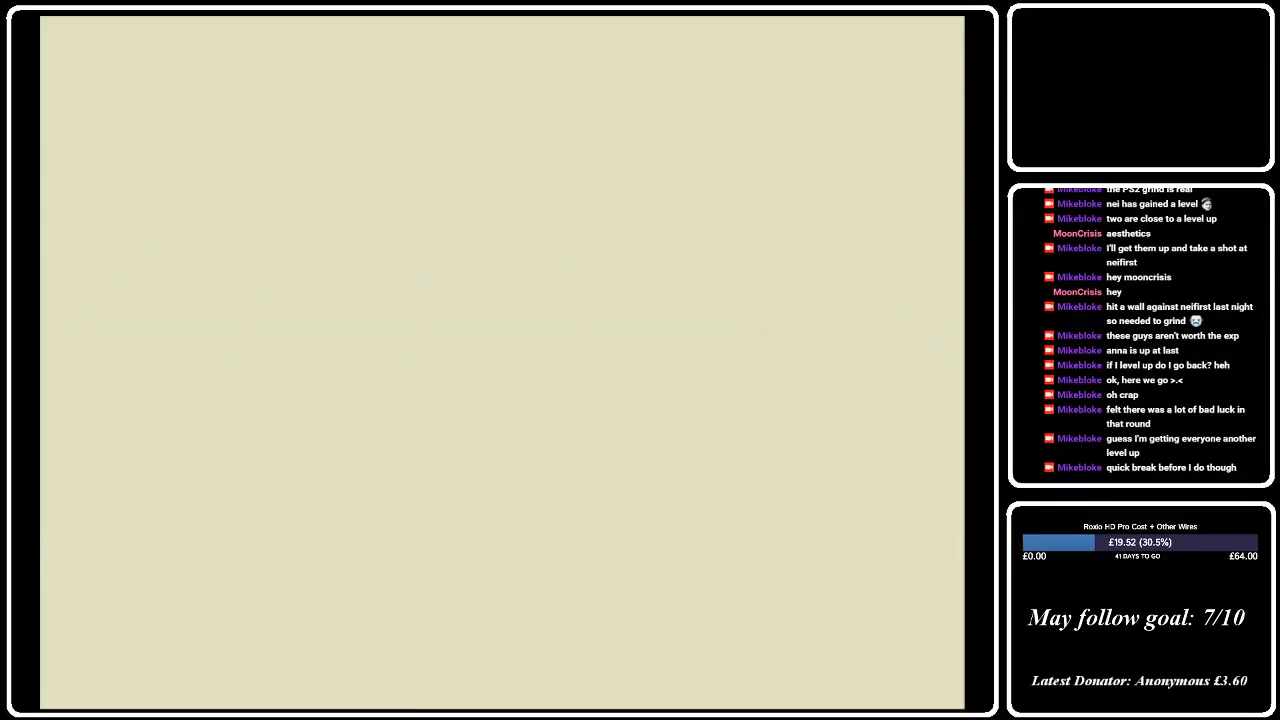 Mikebloke the PS2 grind is real
Mikebloke nei has gained a level
Mikebloke two are close to a level up
MoonCrisis aesthetics
Mikebloke I'll get them up and take a shot at
neifirst
Mikebloke hey mooncrisis
MoonCrisis hey
Mikebloke hit a wall against neifirst last night
so needed to grind
Mikebloke these guys aren't worth the exp
Mikebloke anna is up at last
Mikebloke if I level up do I go back? heh
Mikebloke ok, here we go >.<
Mikebloke oh crap
Mikebloke felt there was a lot of bad luck in
that round
Mikebloke guess I'm getting everyone another
level up
Mikebloke quick break before I do though
Roxio HD Pro Cost + Other Wires
£19.52 (30.5%)
£0.00 41 DAYS TO GO £64.00
May follow goal: 7/10
Latest Donator: Anonymous £3.60